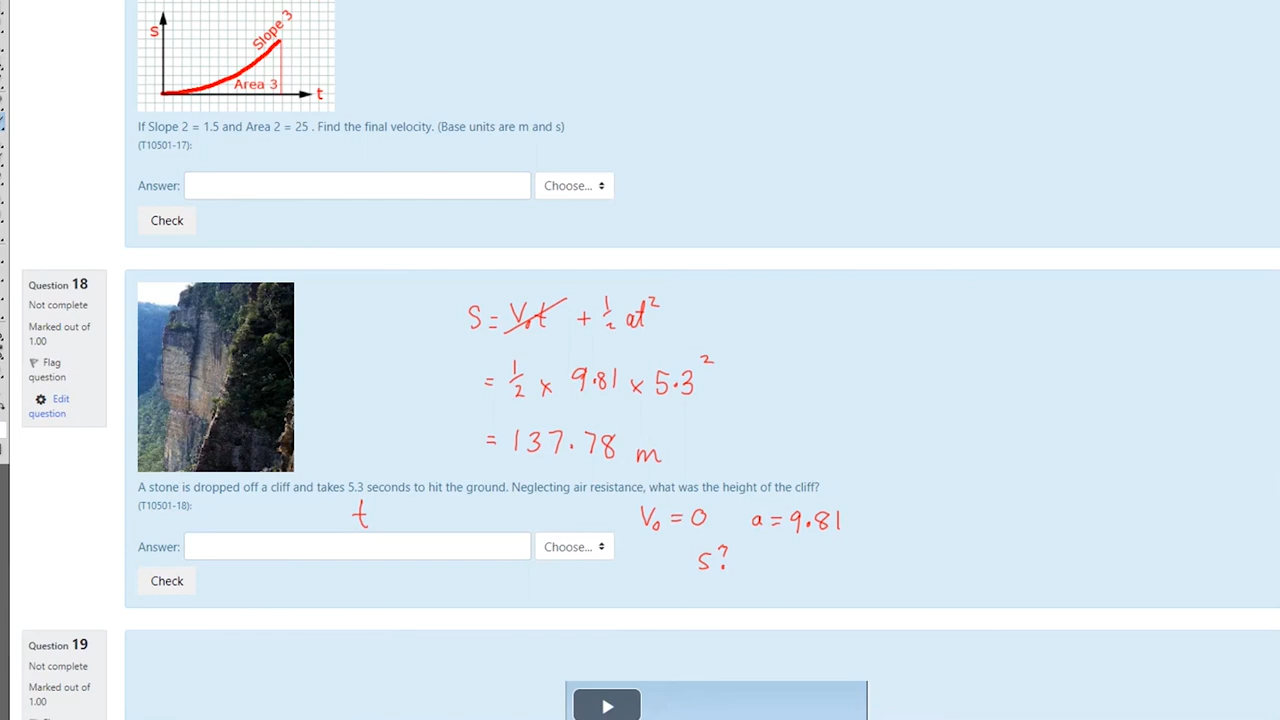 s
Slope 3
Area 3
t
If Slope 2 = 1.5 and Area 2 = 25 . Find the final velocity. (Base units are m and s)
(T10501-17):
Answer:
Choose...
Check
Question 18
Not complete
Marked out of
1.00
Flag
question
Edit
question
S = V₀t + ½ at²
= ½ × 9.81 × 5.3²
= 137.78 m
A stone is dropped off a cliff and takes 5.3 seconds to hit the ground. Neglecting air resistance, what was the height of the cliff?
(T10501-18):
t
V₀ = 0 a = 9.81
S?
Answer:
Choose...
Check
Question 19
Not complete
Marked out of
1.00